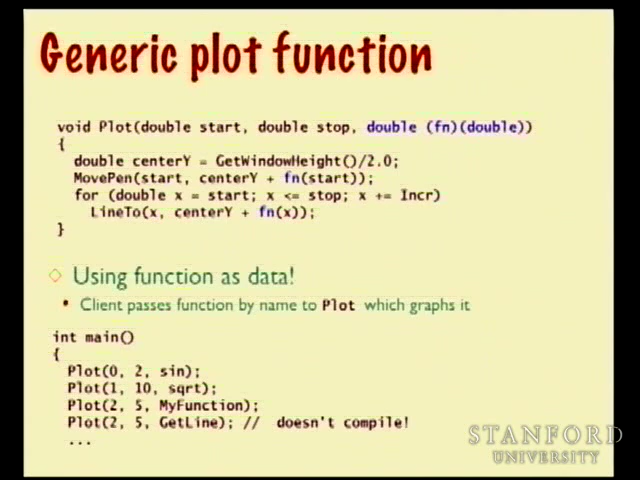 Generic plot function
void Plot(double start, double stop, double (fn)(double))
{
double centerY = GetWindowHeight()/2.0;
MovePen(start, centerY + fn(start));
for (double x = start; x <= stop; x += Incr)
LineTo(x, centerY + fn(x));
}
Using function as data!
Client passes function by name to Plot which graphs it
int main()
{
Plot(0, 2, sin);
Plot(1, 10, sqrt);
Plot(2, 5, MyFunction);
Plot(2, 5, GetLine); // doesn't compile!
...
STANFORD
UNIVERSITY